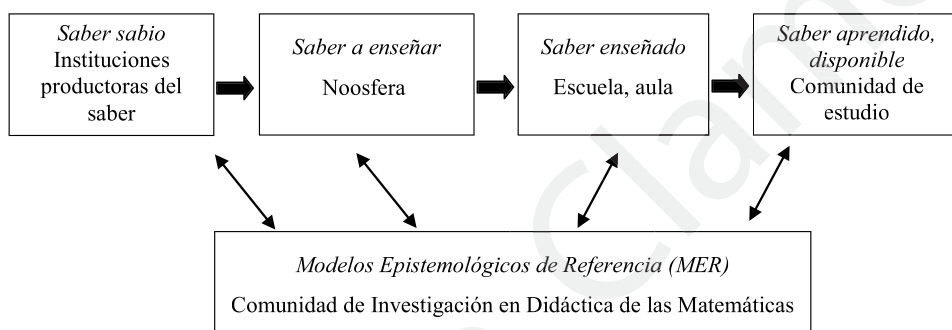 Saber sabio
Instituciones
productoras del
saber
Saber a enseñar
Noosfera
Saber enseñado
Escuela, aula
Saber aprendido,
disponible
Comunidad de
estudio
Modelos Epistemológicos de Referencia (MER)
Comunidad de Investigación en Didáctica de las Matemáticas